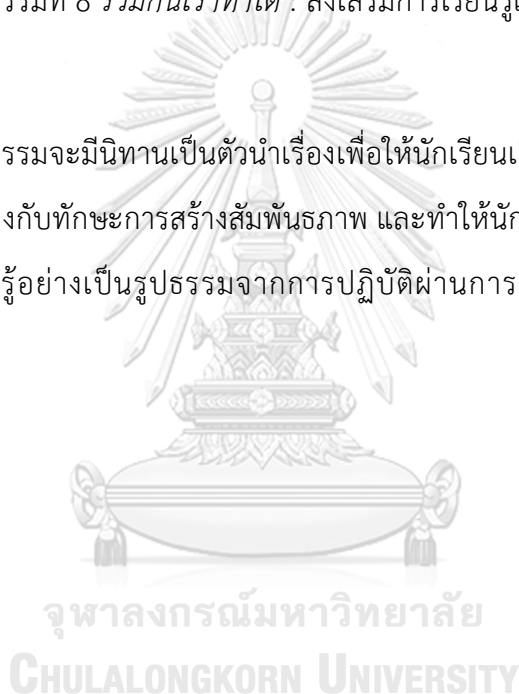 รรมที่ 8 รวมกันเราทำได้ : ส่งเสริมการเรียนรู้
รรมจะมีนิทานเป็นตัวนำเรื่องเพื่อให้นักเรียน
งกับทักษะการสร้างสัมพันธภาพ และทำให้นัก
รู้อย่างเป็นรูปธรรมจากการปฏิบัติผ่านการ
จุฬาลงกรณ์มหาวิทยาลัย
CHULALONGKORN UNIVERSITY